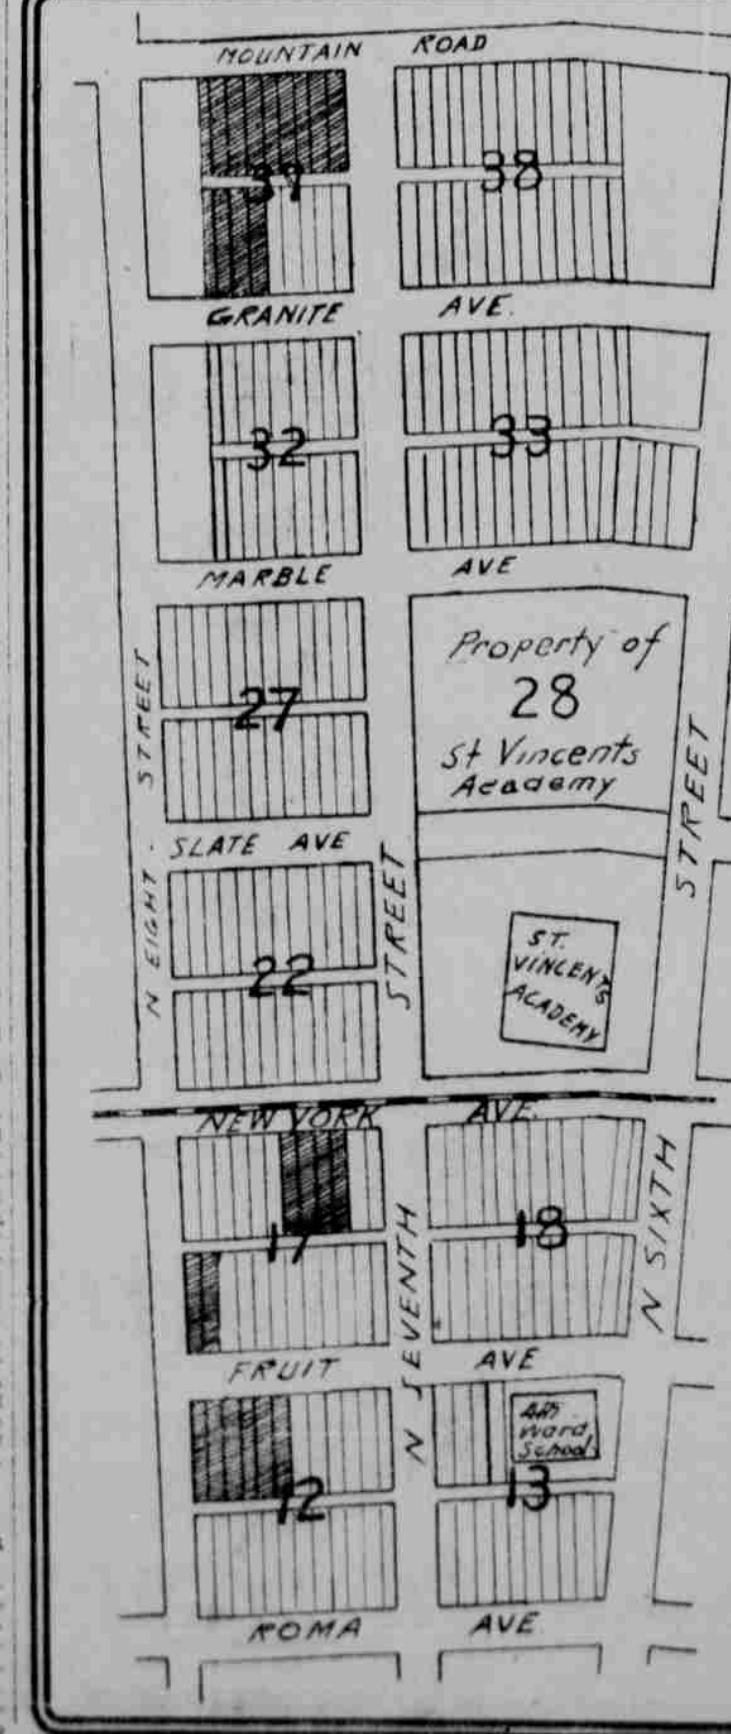 MOUNTAIN ROAD
37
38
GRANITE AVE.
32
33
MARBLE AVE
27
Property of
28
St Vincents
Academy
N EIGHT. STREET
SLATE AVE
STREET
STREET
22
ST.
VINCENTS
ACADEMY
NEW YORK AVE.
17
18
N SEVENTH
N SIXTH
FRUIT AVE
12
Ward
School
13
ROMA AVE